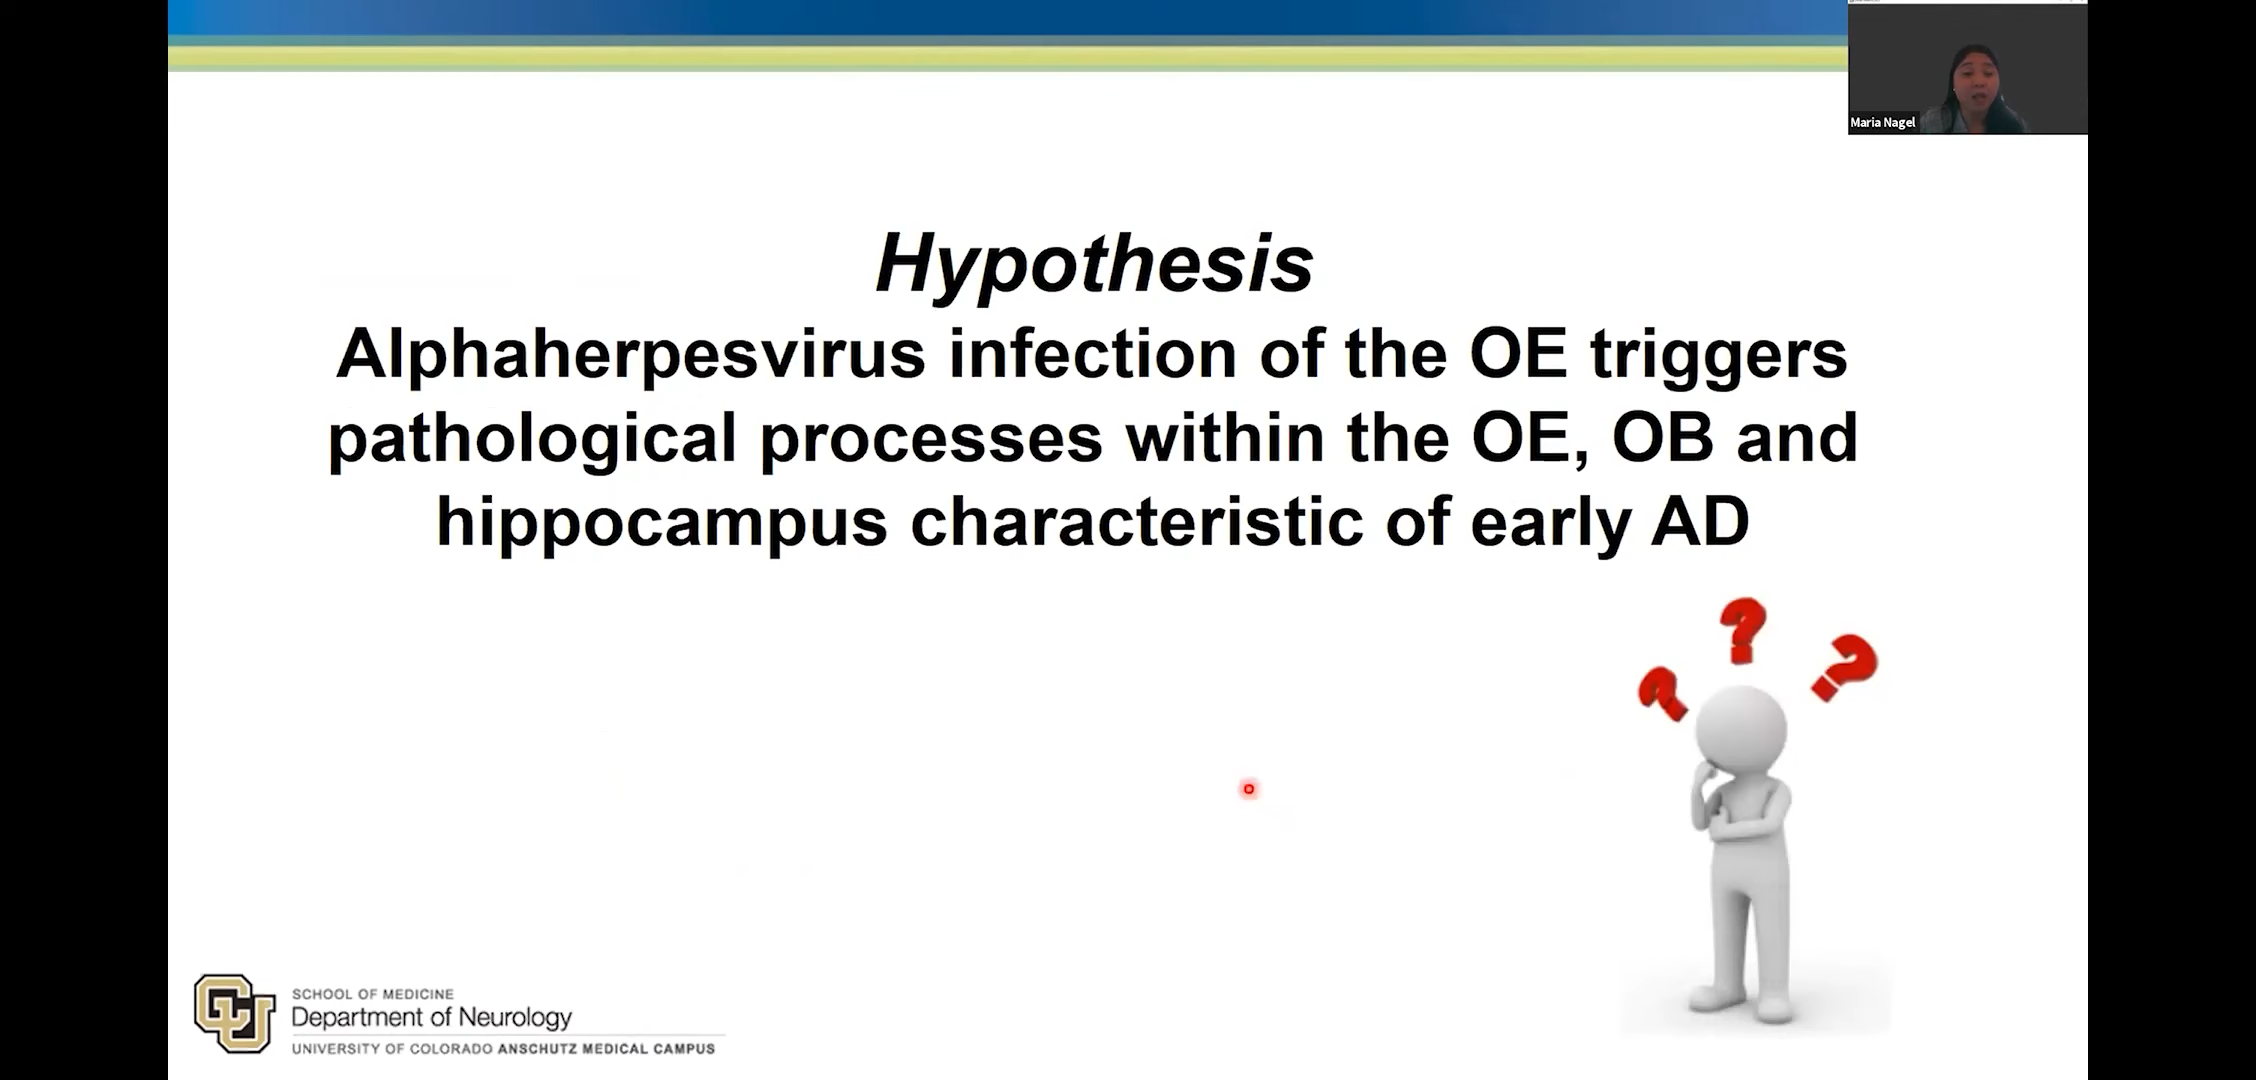 Maria Nagel
Hypothesis
Alphaherpesvirus infection of the OE triggers
pathological processes within the OE, OB and
hippocampus characteristic of early AD
? ? ?
CU
SCHOOL OF MEDICINE
Department of Neurology
UNIVERSITY OF COLORADO ANSCHUTZ MEDICAL CAMPUS